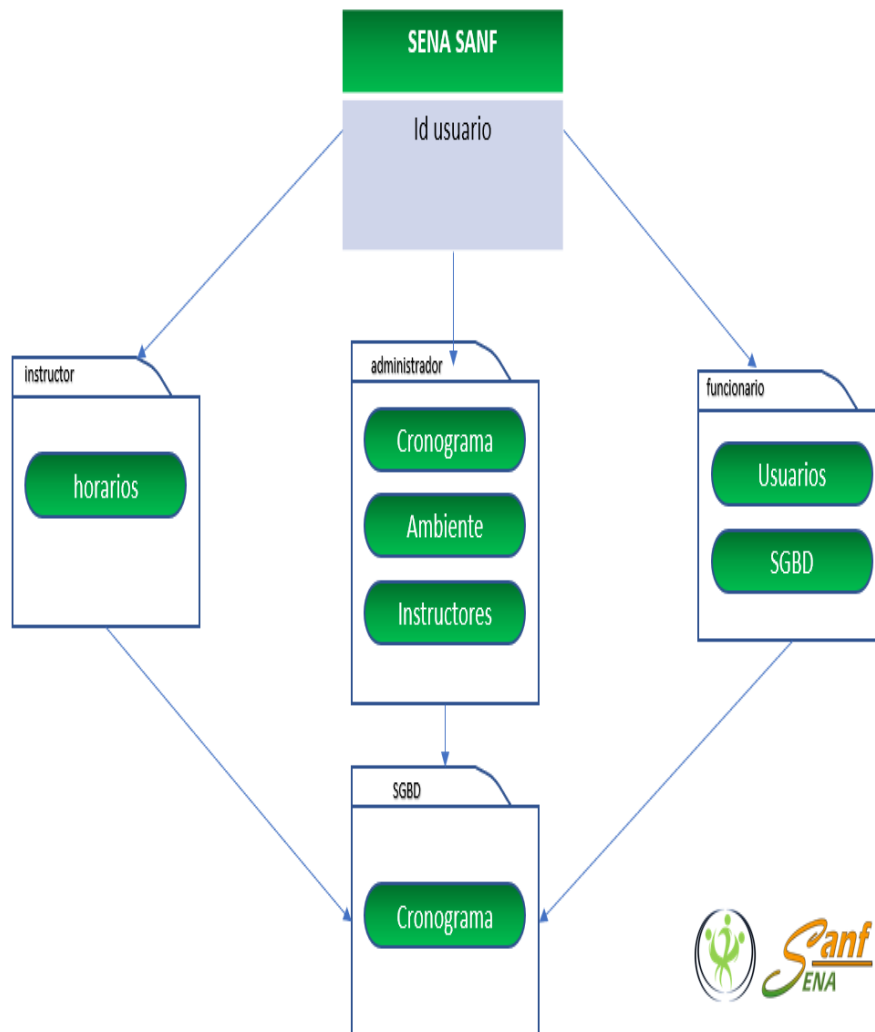 SENA SANF
Id usuario
instructor
horarios
administrador
Cronograma
Ambiente
Instructores
funcionario
Usuarios
SGBD
SGBD
Cronograma
Sanf
SENA